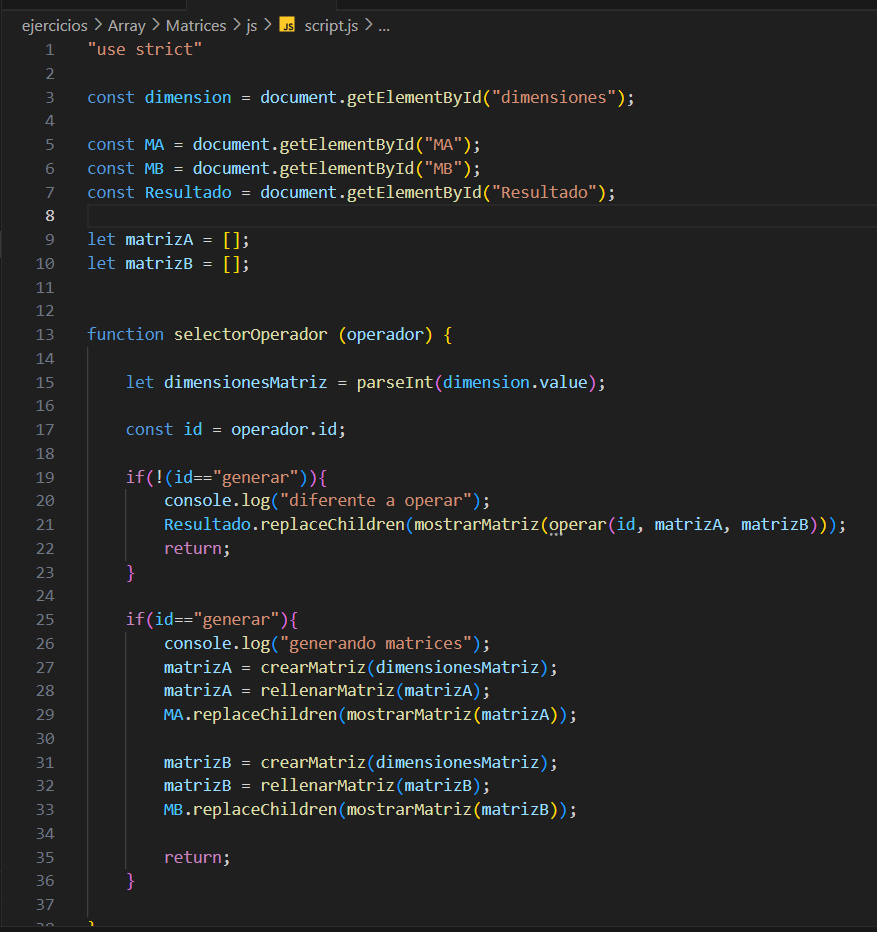 ejercicios > Array > Matrices > js > JS script.js > ...
1 "use strict"
2
3 const dimension = document.getElementById("dimensiones");
4
5 const MA = document.getElementById("MA");
6 const MB = document.getElementById("MB");
7 const Resultado = document.getElementById("Resultado");
8
9 let matrizA = [];
10 let matrizB = [];
11
12
13 function selectorOperador (operador) {
14
15     let dimensionesMatriz = parseInt(dimension.value);
16
17     const id = operador.id;
18
19     if(!(id=="generar")){
20         console.log("diferente a operar");
21         Resultado.replaceChildren(mostrarMatriz(operar(id, matrizA, matrizB)));
22         return;
23     }
24
25     if(id=="generar"){
26         console.log("generando matrices");
27         matrizA = crearMatriz(dimensionesMatriz);
28         matrizA = rellenarMatriz(matrizA);
29         MA.replaceChildren(mostrarMatriz(matrizA));
30
31         matrizB = crearMatriz(dimensionesMatriz);
32         matrizB = rellenarMatriz(matrizB);
33         MB.replaceChildren(mostrarMatriz(matrizB));
34
35         return;
36     }
37